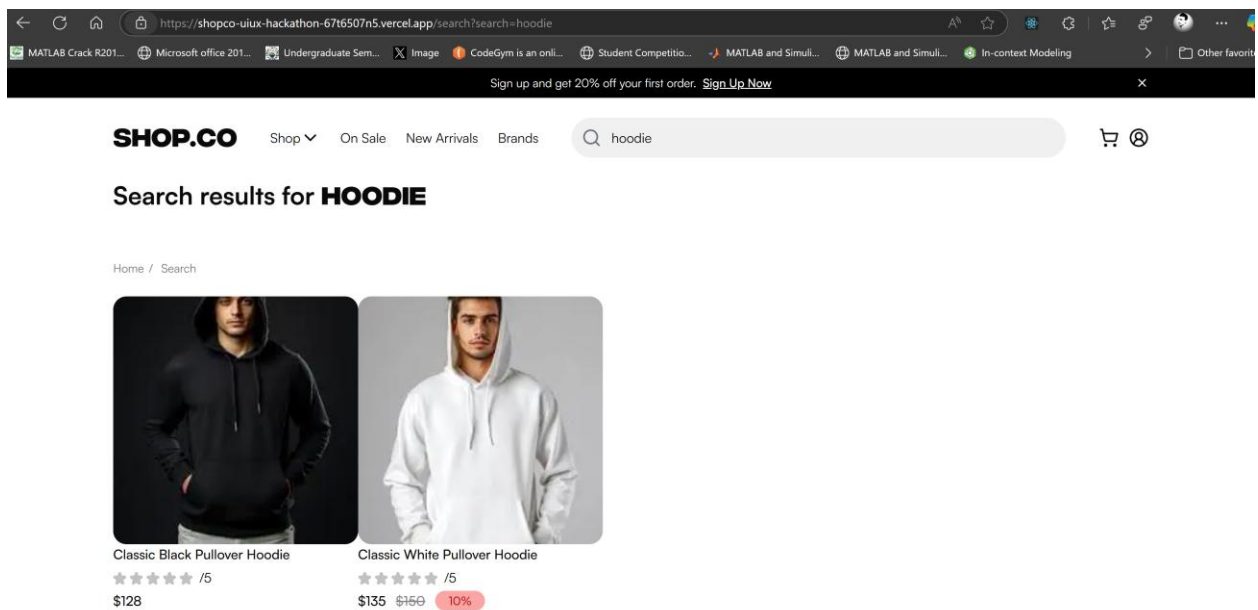 https://shopco-uiux-hackathon-67t6507n5.vercel.app/search?search=hoodie
MATLAB Crack R201... Microsoft office 201... Undergraduate Sem... Image CodeGym is an onli... Student Competitio... MATLAB and Simuli... MATLAB and Simuli... In-context Modeling Other favorite
Sign up and get 20% off your first order. Sign Up Now
SHOP.CO Shop On Sale New Arrivals Brands hoodie
Search results for HOODIE
Home / Search
Classic Black Pullover Hoodie Classic White Pullover Hoodie
/5 /5
$128 $135 $150 10%